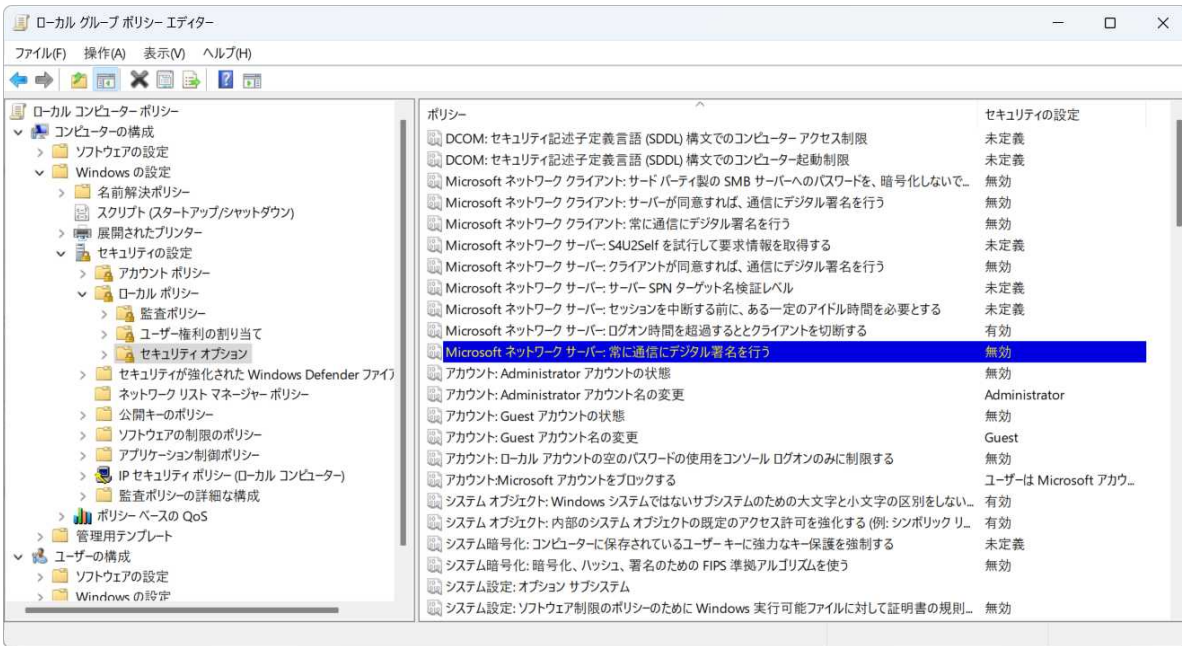 ローカル グループ ポリシー エディター
ファイル(F) 操作(A) 表示(V) ヘルプ(H)
ローカル コンピューター ポリシー
コンピューターの構成
ソフトウェアの設定
Windows の設定
名前解決ポリシー
スクリプト (スタートアップ/シャットダウン)
展開されたプリンター
セキュリティの設定
アカウント ポリシー
ローカル ポリシー
監査ポリシー
ユーザー権利の割り当て
セキュリティ オプション
セキュリティが強化された Windows Defender ファイア
ネットワーク リスト マネージャー ポリシー
公開キーのポリシー
ソフトウェアの制限のポリシー
アプリケーション制御ポリシー
IP セキュリティ ポリシー (ローカル コンピューター)
監査ポリシーの詳細な構成
ポリシー ベースの QoS
管理用テンプレート
ユーザーの構成
ソフトウェアの設定
Windows の設定
ポリシー セキュリティの設定
DCOM: セキュリティ記述子定義言語 (SDDL) 構文でのコンピューター アクセス制限 未定義
DCOM: セキュリティ記述子定義言語 (SDDL) 構文でのコンピューター起動制限 未定義
Microsoft ネットワーク クライアント: サード パーティ製の SMB サーバーへのパスワードを、暗号化しないで... 無効
Microsoft ネットワーク クライアント: サーバーが同意すれば、通信にデジタル署名を行う 無効
Microsoft ネットワーク クライアント: 常に通信にデジタル署名を行う 無効
Microsoft ネットワーク サーバー: S4U2Self を試行して要求情報を取得する 未定義
Microsoft ネットワーク サーバー: クライアントが同意すれば、通信にデジタル署名を行う 無効
Microsoft ネットワーク サーバー: サーバー SPN ターゲット名検証レベル 未定義
Microsoft ネットワーク サーバー: セッションを中断する前に、ある一定のアイドル時間を必要とする 未定義
Microsoft ネットワーク サーバー: ログオン時間を超過するととクライアントを切断する 有効
Microsoft ネットワーク サーバー: 常に通信にデジタル署名を行う 無効
アカウント: Administrator アカウントの状態 無効
アカウント: Administrator アカウント名の変更 Administrator
アカウント: Guest アカウントの状態 無効
アカウント: Guest アカウント名の変更 Guest
アカウント: ローカル アカウントの空のパスワードの使用をコンソール ログオンのみに制限する 無効
アカウント:Microsoft アカウントをブロックする ユーザーは Microsoft アカウ...
システム オブジェクト: Windows システムではないサブシステムのための大文字と小文字の区別をしない... 有効
システム オブジェクト: 内部のシステム オブジェクトの既定のアクセス許可を強化する (例: シンボリック リ... 有効
システム暗号化: コンピューターに保存されているユーザー キーに強力なキー保護を強制する 未定義
システム暗号化: 暗号化、ハッシュ、署名のための FIPS 準拠アルゴリズムを使う 無効
システム設定: オプション サブシステム
システム設定: ソフトウェア制限のポリシーのために Windows 実行可能ファイルに対して証明書の規則... 無効